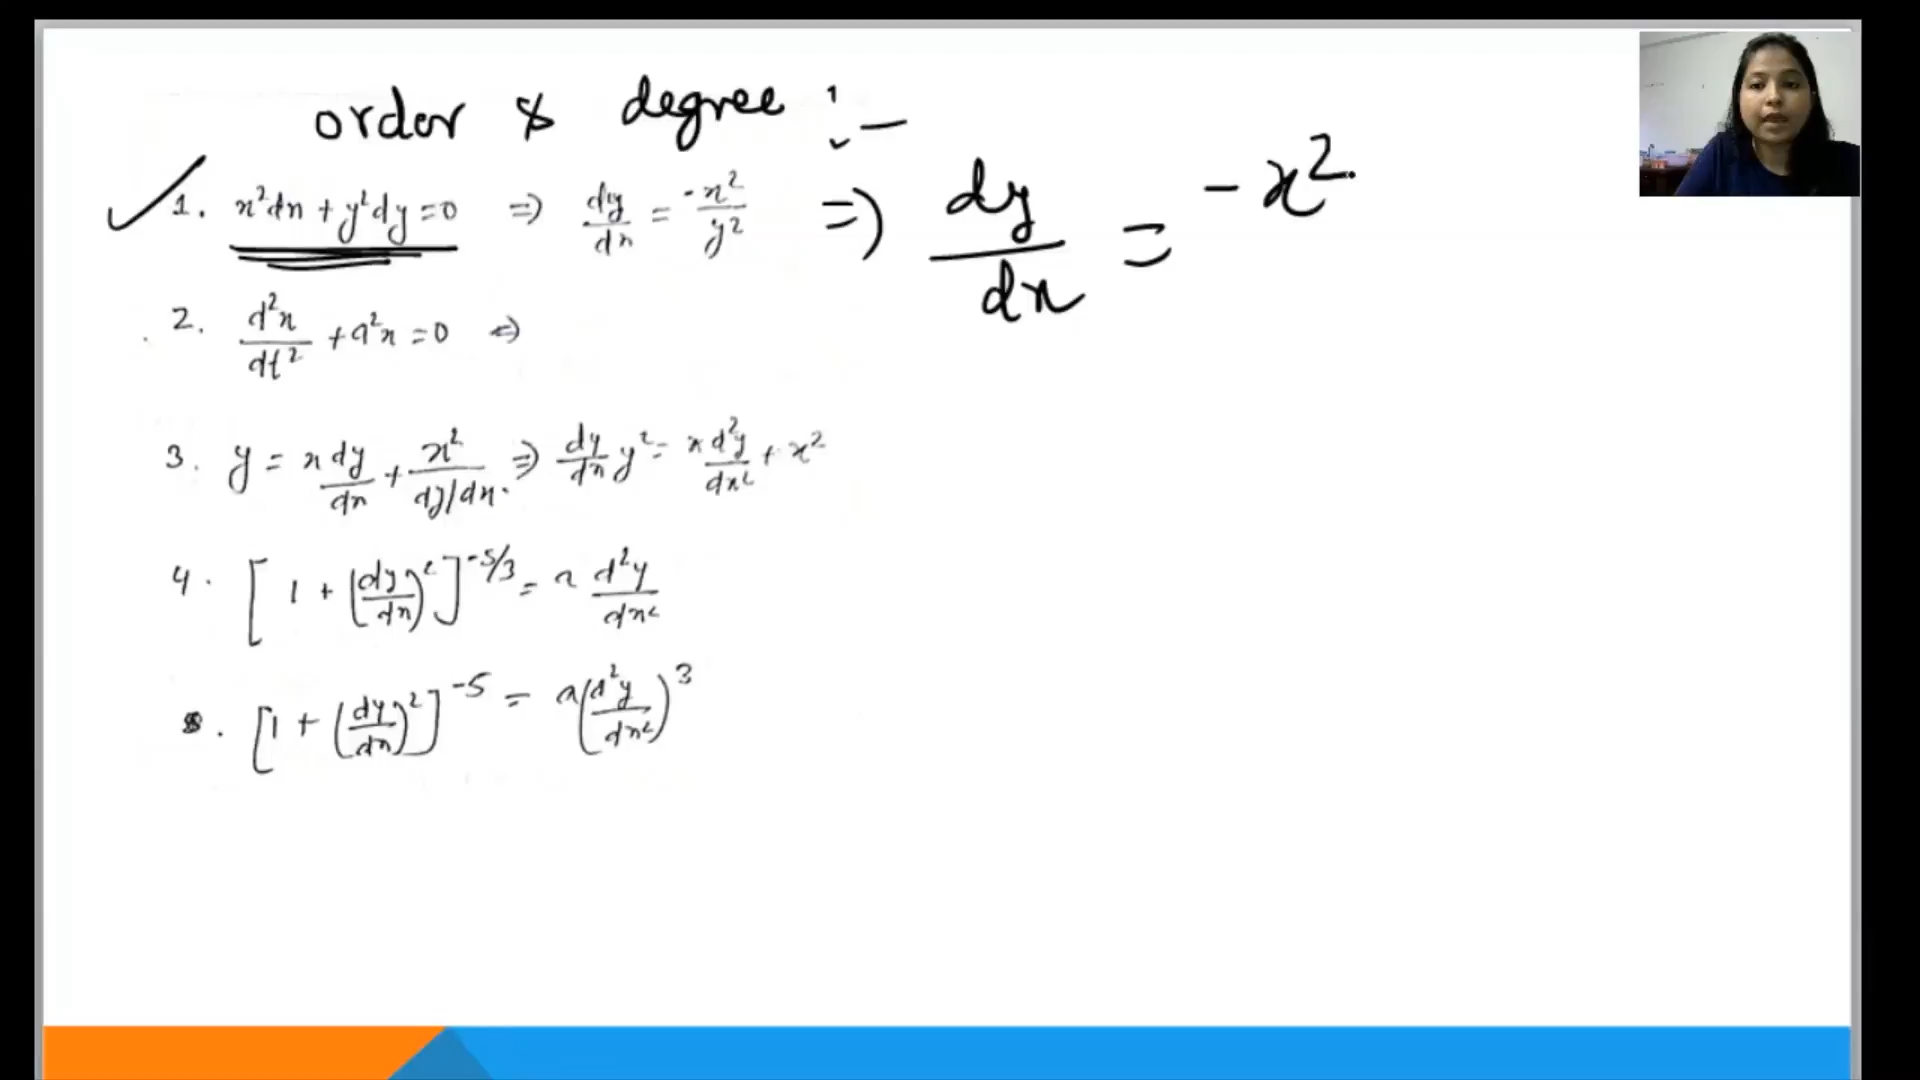 order & degree :-
1. x²dx + y²dy = 0 ⇒ dy/dx = -x²/y² ⇒ dy/dx = -x²
2. d²x/dt² + a²x = 0 ⇒
3. y = x dy/dx + x²/dy/dx. ⇒ dy/dx y² = x d²y/dx² + x²
4. [1 + (dy/dx)²]^-5/3 = a d²y/dx²
5. [1 + (dy/dx)²]^-5 = a(d²y/dx²)^3